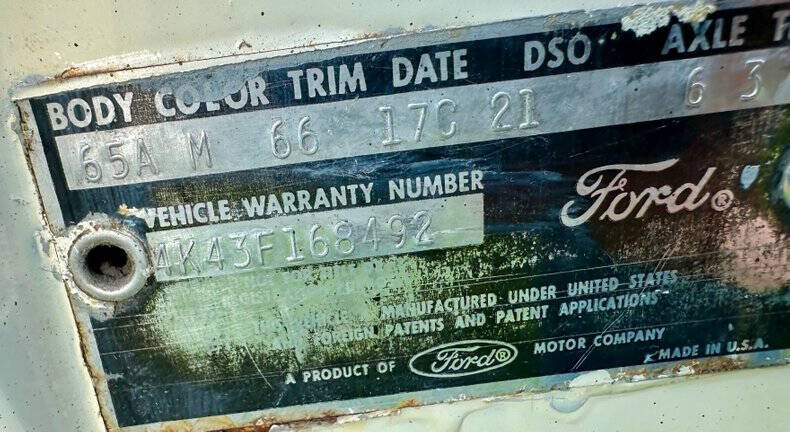 BODY COLOR TRIM DATE DSO AXLE
65A M 66 17C 21 6 3
VEHICLE WARRANTY NUMBER
4K43F168492
Ford®
MANUFACTURED UNDER UNITED STATES
AND FOREIGN PATENTS AND PATENT APPLICATIONS
A PRODUCT OF Ford® MOTOR COMPANY
MADE IN U.S.A.